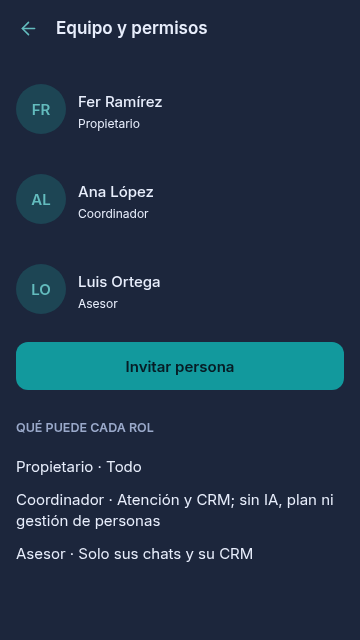 Equipo y permisos
FR
Fer Ramírez
Propietario
AL
Ana López
Coordinador
LO
Luis Ortega
Asesor
Invitar persona
QUÉ PUEDE CADA ROL
Propietario · Todo
Coordinador · Atención y CRM; sin IA, plan ni
gestión de personas
Asesor · Solo sus chats y su CRM